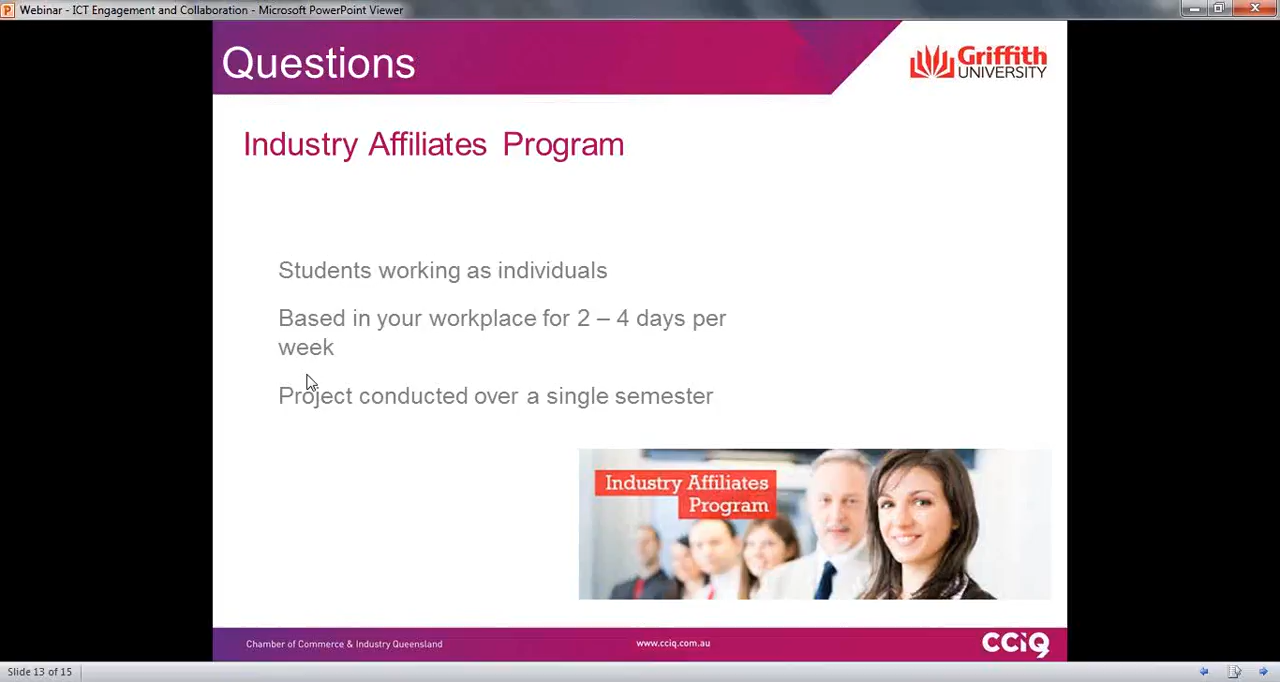 Webinar - ICT Engagement and Collaboration - Microsoft PowerPoint Viewer
Questions
Griffith
UNIVERSITY
Industry Affiliates Program
Students working as individuals
Based in your workplace for 2 – 4 days per
week
Project conducted over a single semester
Industry Affiliates
Program
Chamber of Commerce & Industry Queensland
www.cciq.com.au
CCIQ
Slide 13 of 15